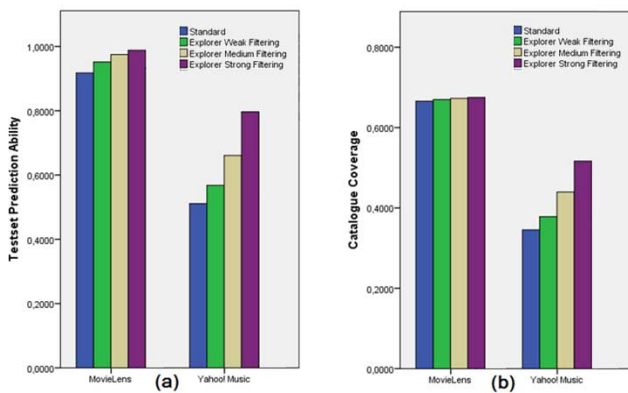 Testset Prediction Ability
1,0000
0,8000
0,6000
0,4000
0,2000
0,0000
Standard
Explorer Weak Filtering
Explorer Medium Filtering
Explorer Strong Filtering
MovieLens
Yahoo! Music
(a)
Catalogue Coverage
0,8000
0,6000
0,4000
0,2000
0,0000
Standard
Explorer Weak Filtering
Explorer Medium Filtering
Explorer Strong Filtering
MovieLens
Yahoo! Music
(b)